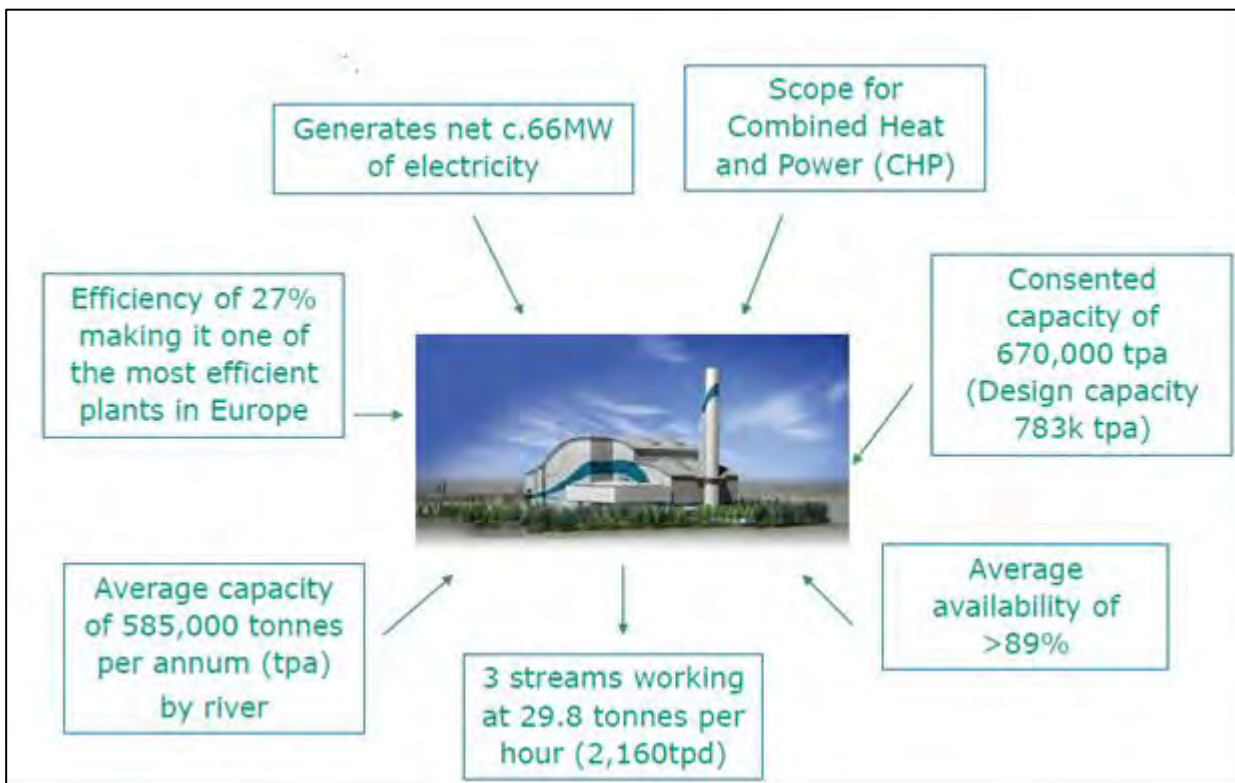 Generates net c.66MW
of electricity
Scope for
Combined Heat
and Power (CHP)
Efficiency of 27%
making it one of
the most efficient
plants in Europe
Consented
capacity of
670,000 tpa
(Design capacity
783k tpa)
Average capacity
of 585,000 tonnes
per annum (tpa)
by river
3 streams working
at 29.8 tonnes per
hour (2,160tpd)
Average
availability of
>89%